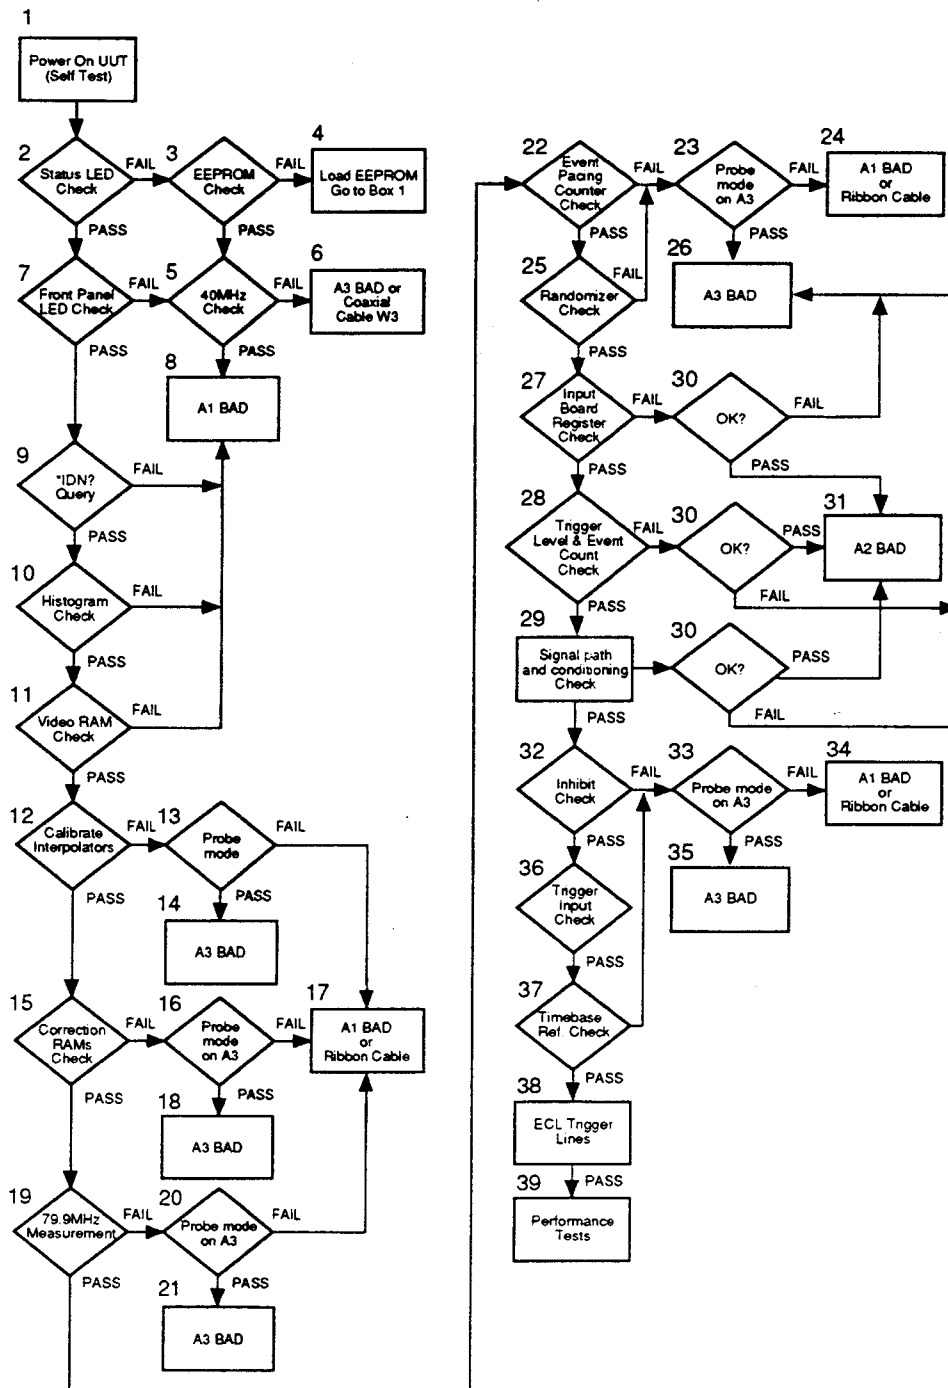 1
Power On UUT
(Self Test)
2
Status LED
Check
FAIL
3
EEPROM
Check
FAIL
4
Load EEPROM
Go to Box 1
PASS
PASS
7
Front Panel
LED Check
FAIL
5
40MHz
Check
FAIL
6
A3 BAD or
Coaxial
Cable W3
PASS
PASS
8
A1 BAD
9
*IDN?
Query
FAIL
PASS
10
Histogram
Check
FAIL
PASS
11
Video RAM
Check
FAIL
PASS
12
Calibrate
Interpolators
FAIL
13
Probe
mode
FAIL
PASS
PASS
14
A3 BAD
15
Correction
RAMs
Check
FAIL
16
Probe
mode
on A3
FAIL
17
A1 BAD
or
Ribbon Cable
PASS
PASS
18
A3 BAD
19
79.9MHz
Measurement
FAIL
20
Probe mode
on A3
FAIL
PASS
PASS
21
A3 BAD
22
Event
Pacing
Counter
Check
FAIL
23
Probe
mode
on A3
FAIL
24
A1 BAD
or
Ribbon Cable
PASS
PASS
25
Randomizer
Check
FAIL
26
A3 BAD
PASS
27
Input
Board
Register
Check
FAIL
30
OK?
FAIL
PASS
PASS
28
Trigger
Level & Event
Count
Check
FAIL
30
OK?
PASS
31
A2 BAD
PASS
FAIL
29
Signal path
and conditioning
Check
30
OK?
PASS
PASS
FAIL
32
Inhibit
Check
FAIL
33
Probe mode
on A3
FAIL
34
A1 BAD
or
Ribbon Cable
PASS
PASS
35
A3 BAD
36
Trigger
Input
Check
PASS
37
Timebase
Ref. Check
PASS
38
ECL Trigger
Lines
PASS
39
Performance
Tests